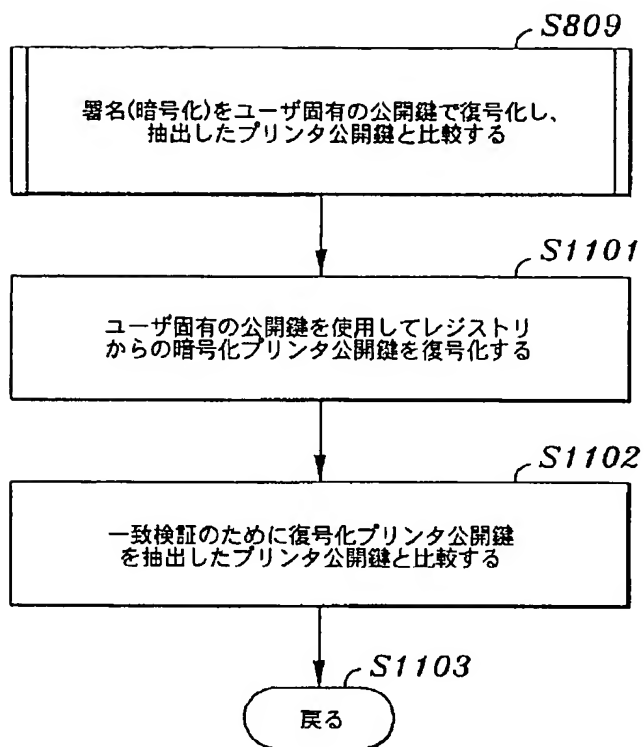 S809
署名(暗号化)をユーザ固有の公開鍵で復号化し、
抽出したプリンタ公開鍵と比較する
S1101
ユーザ固有の公開鍵を使用してレジストリ
からの暗号化プリンタ公開鍵を復号化する
S1102
一致検証のために復号化プリンタ公開鍵
を抽出したプリンタ公開鍵と比較する
S1103
戻る